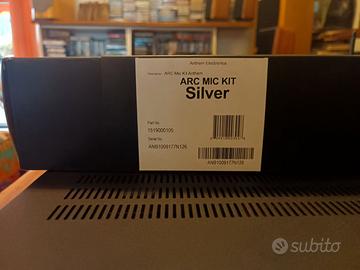 Anthem Electronics
ARC Mic Kit Anthem
ARC MIC KIT
Silver
Part No
1519000105
Serial No
ANB1009177N126
ANB1009177N126
subito